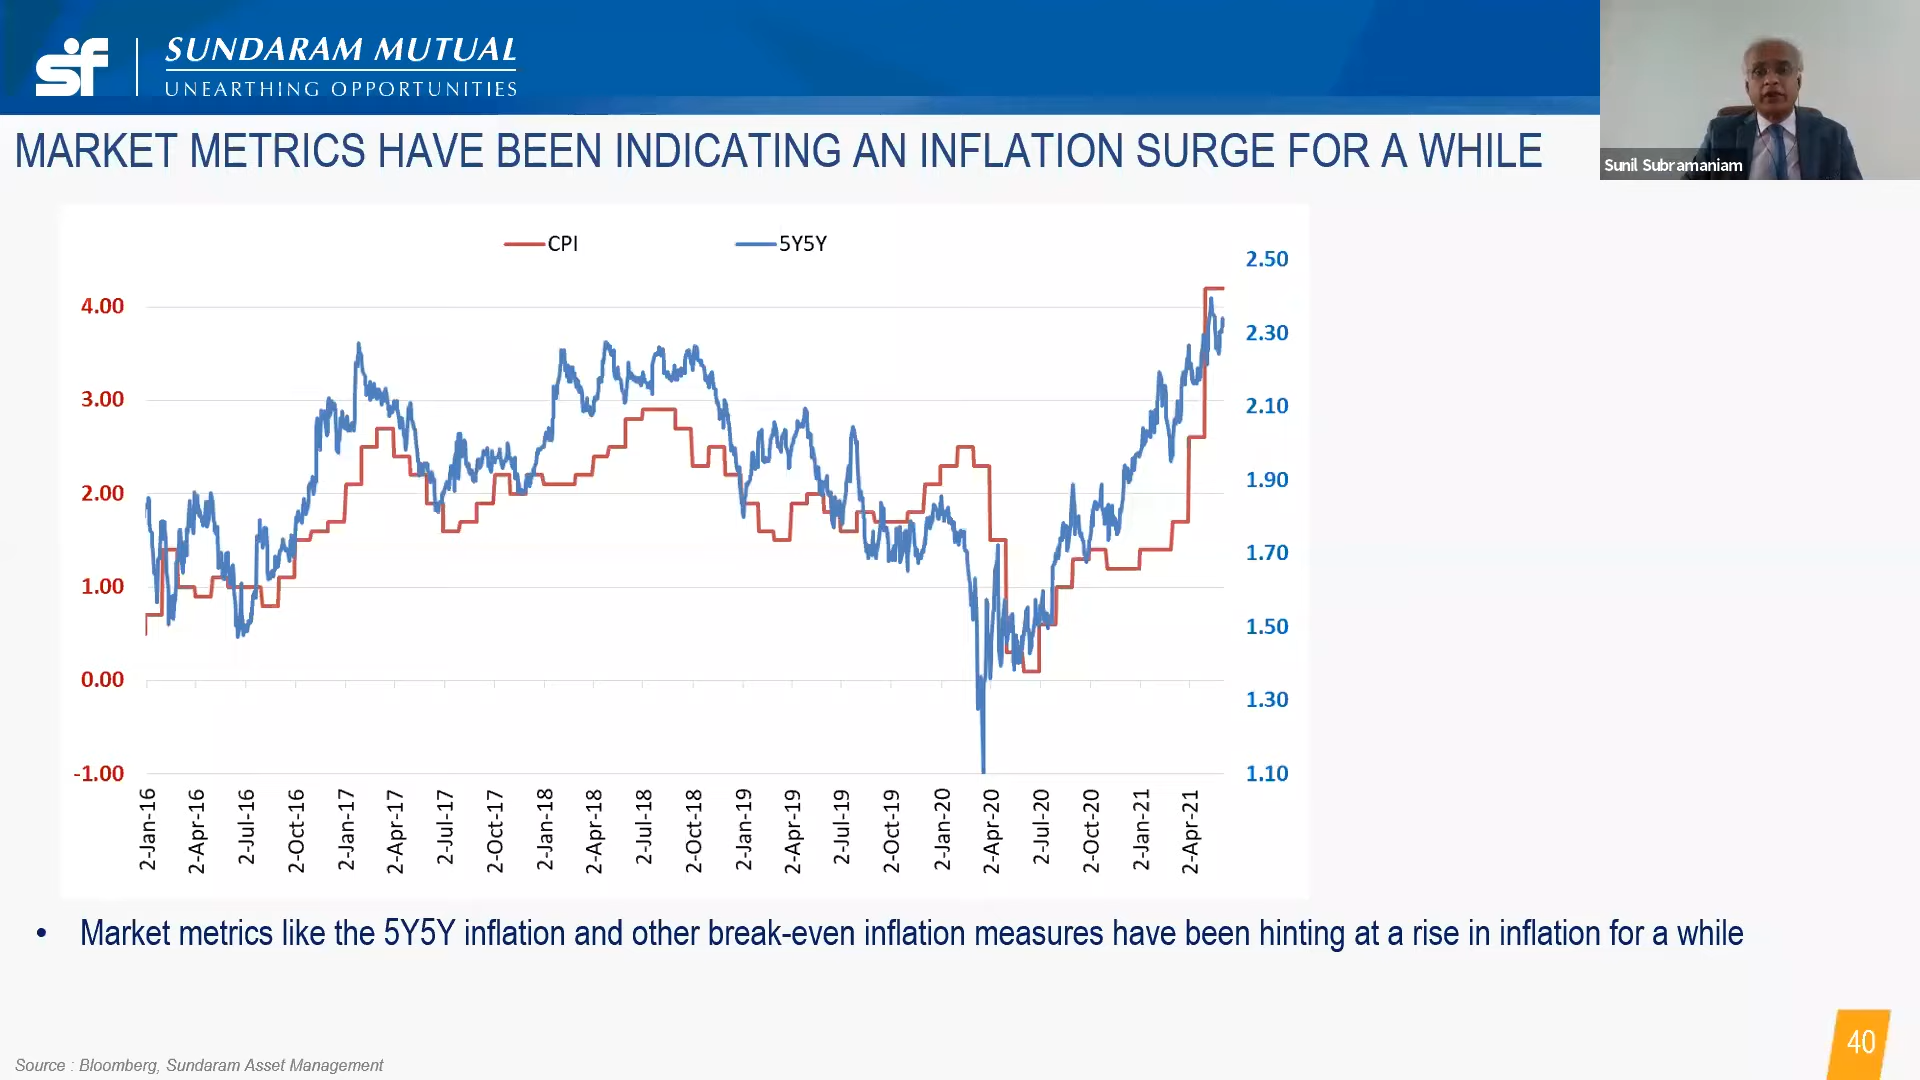 sf
SUNDARAM MUTUAL
UNEARTHING OPPORTUNITIES
Sunil Subramaniam
MARKET METRICS HAVE BEEN INDICATING AN INFLATION SURGE FOR A WHILE
CPI
5Y5Y
4.00
3.00
2.00
1.00
0.00
-1.00
2.50
2.30
2.10
1.90
1.70
1.50
1.30
1.10
2-Jan-16
2-Apr-16
2-Jul-16
2-Oct-16
2-Jan-17
2-Apr-17
2-Jul-17
2-Oct-17
2-Jan-18
2-Apr-18
2-Jul-18
2-Oct-18
2-Jan-19
2-Apr-19
2-Jul-19
2-Oct-19
2-Jan-20
2-Apr-20
2-Jul-20
2-Oct-20
2-Jan-21
2-Apr-21
• Market metrics like the 5Y5Y inflation and other break-even inflation measures have been hinting at a rise in inflation for a while
40
Source : Bloomberg, Sundaram Asset Management